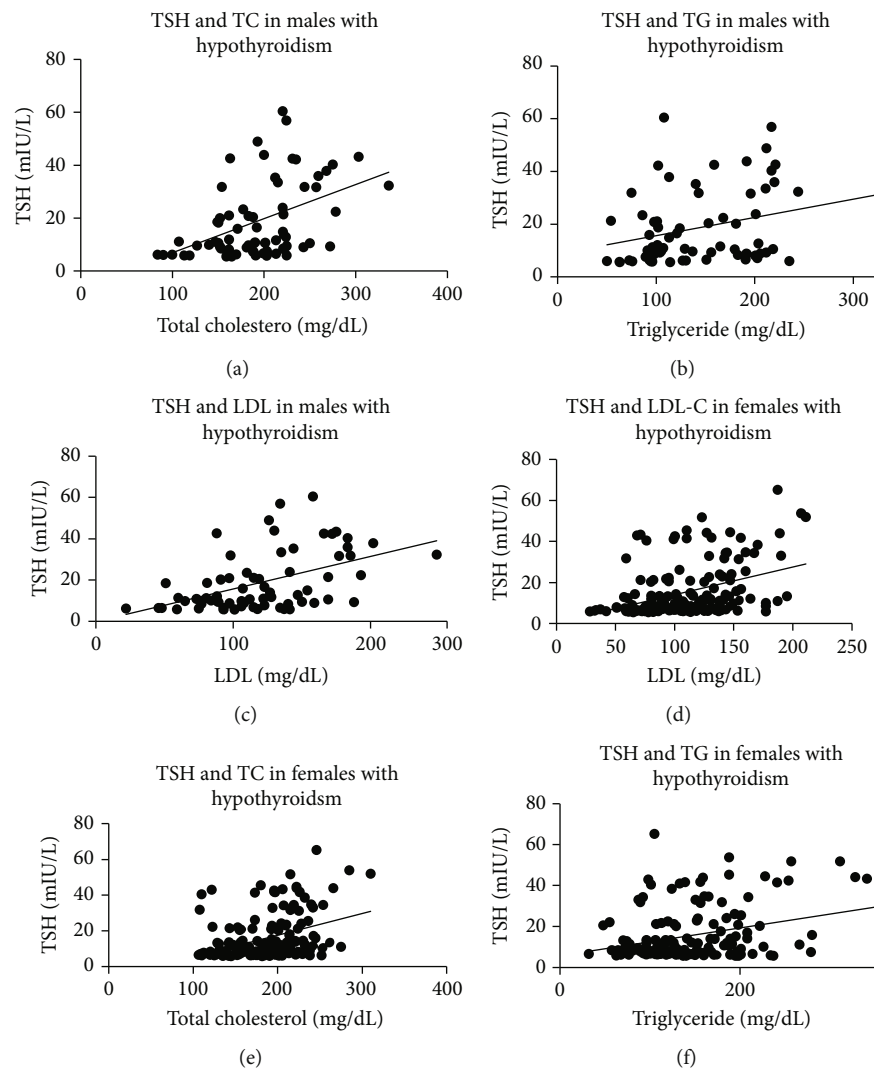 TSH and TC in males with
hypothyroidism
80
60
40
20
0
TSH (mIU/L)
0
100
200
300
400
Total cholestero (mg/dL)
(a)
TSH and TG in males with
hypothyroidism
80
60
40
20
0
TSH (mIU/L)
0
100
200
300
Triglyceride (mg/dL)
(b)
TSH and LDL in males with
hypothyroidism
80
60
40
20
0
TSH (mIU/L)
0
100
200
300
LDL (mg/dL)
(c)
TSH and LDL-C in females with
hypothyroidism
80
60
40
20
0
TSH (mIU/L)
0
50
100
150
200
250
LDL (mg/dL)
(d)
TSH and TC in females with
hypothyroidsm
80
60
40
20
0
TSH (mIU/L)
0
100
200
300
400
Total cholesterol (mg/dL)
(e)
TSH and TG in females with
hypothyroidism
80
60
40
20
0
TSH (mIU/L)
0
200
Triglyceride (mg/dL)
(f)